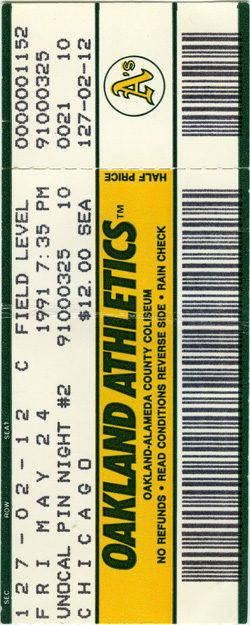 SEC ROW SEAT
127-02-12 C FIELD LEVEL 0000001152
FRI MAY 24 1991 7:35 PM 91000325
UNOCAL PIN NIGHT #2 91000325 10 0021 10
CHICAGO $12.00 SEA 127-02-12
HALF PRICE
A's
OAKLAND ATHLETICS™
OAKLAND-ALAMEDA COUNTY COLISEUM
NO REFUNDS • READ CONDITIONS REVERSE SIDE • RAIN CHECK